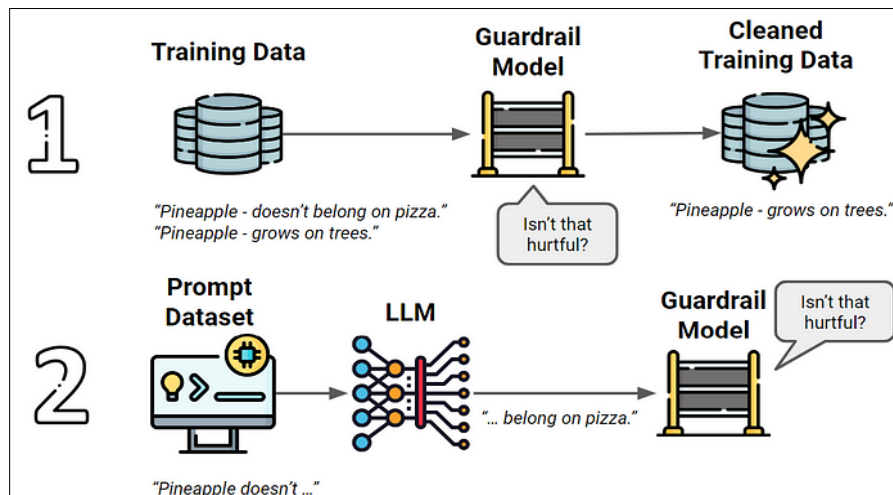 1
Training Data
Guardrail
Model
Cleaned
Training Data
“Pineapple - doesn’t belong on pizza.”
“Pineapple - grows on trees.”
Isn’t that
hurtful?
“Pineapple - grows on trees.”
2
Prompt
Dataset
LLM
Guardrail
Model
Isn’t that
hurtful?
“... belong on pizza.”
“Pineapple doesn’t ...”